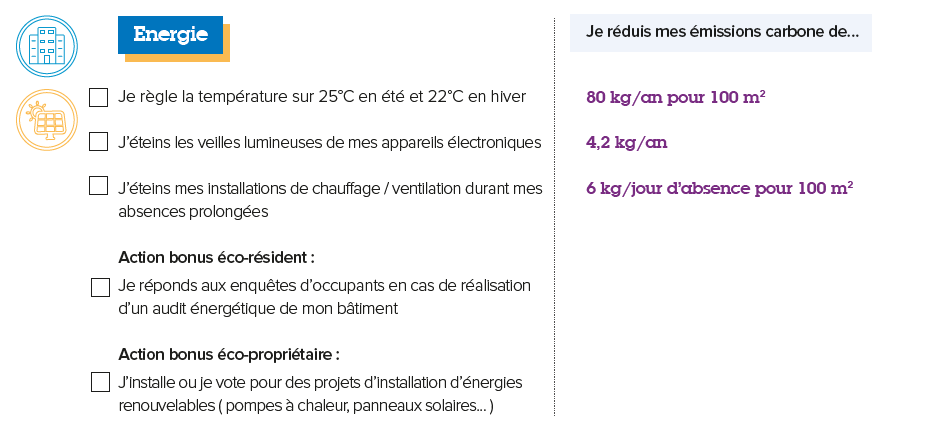 Energie
Je réduis mes émissions carbone de...
Je règle la température sur 25°C en été et 22°C en hiver
80 kg/an pour 100 m²
J'éteins les veilles lumineuses de mes appareils électroniques
4,2 kg/an
J'éteins mes installations de chauffage / ventilation durant mes
absences prolongées
6 kg/jour d'absence pour 100 m²
Action bonus éco-résident :
Je réponds aux enquêtes d'occupants en cas de réalisation
d'un audit énergétique de mon bâtiment
Action bonus éco-propriétaire :
J'installe ou je vote pour des projets d'installation d'énergies
renouvelables ( pompes à chaleur, panneaux solaires... )